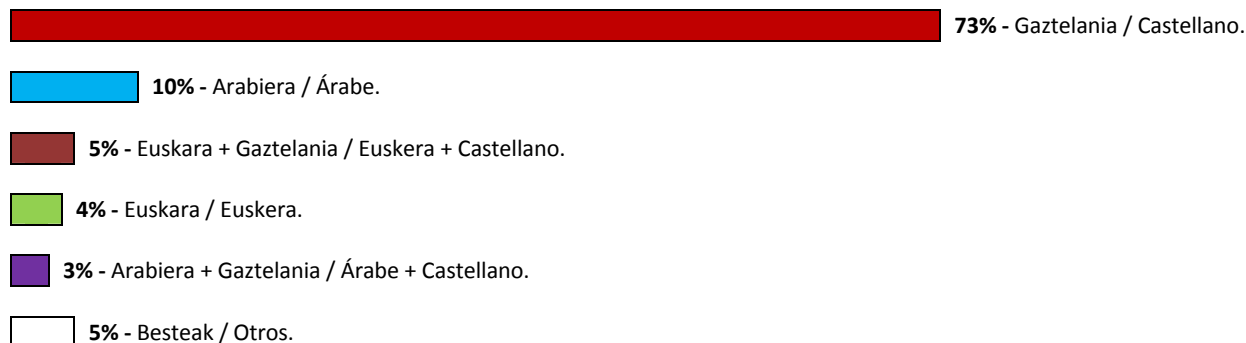 73% - Gaztelania / Castellano.
10% - Arabiera / Árabe.
5% - Euskara + Gaztelania / Euskera + Castellano.
4% - Euskara / Euskera.
3% - Arabiera + Gaztelania / Árabe + Castellano.
5% - Besteak / Otros.